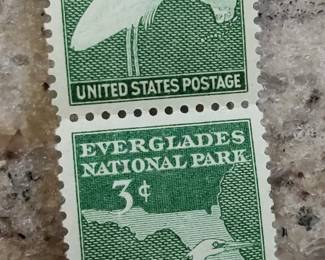 UNITED STATES POSTAGE
EVERGLADES
NATIONAL PARK
3¢